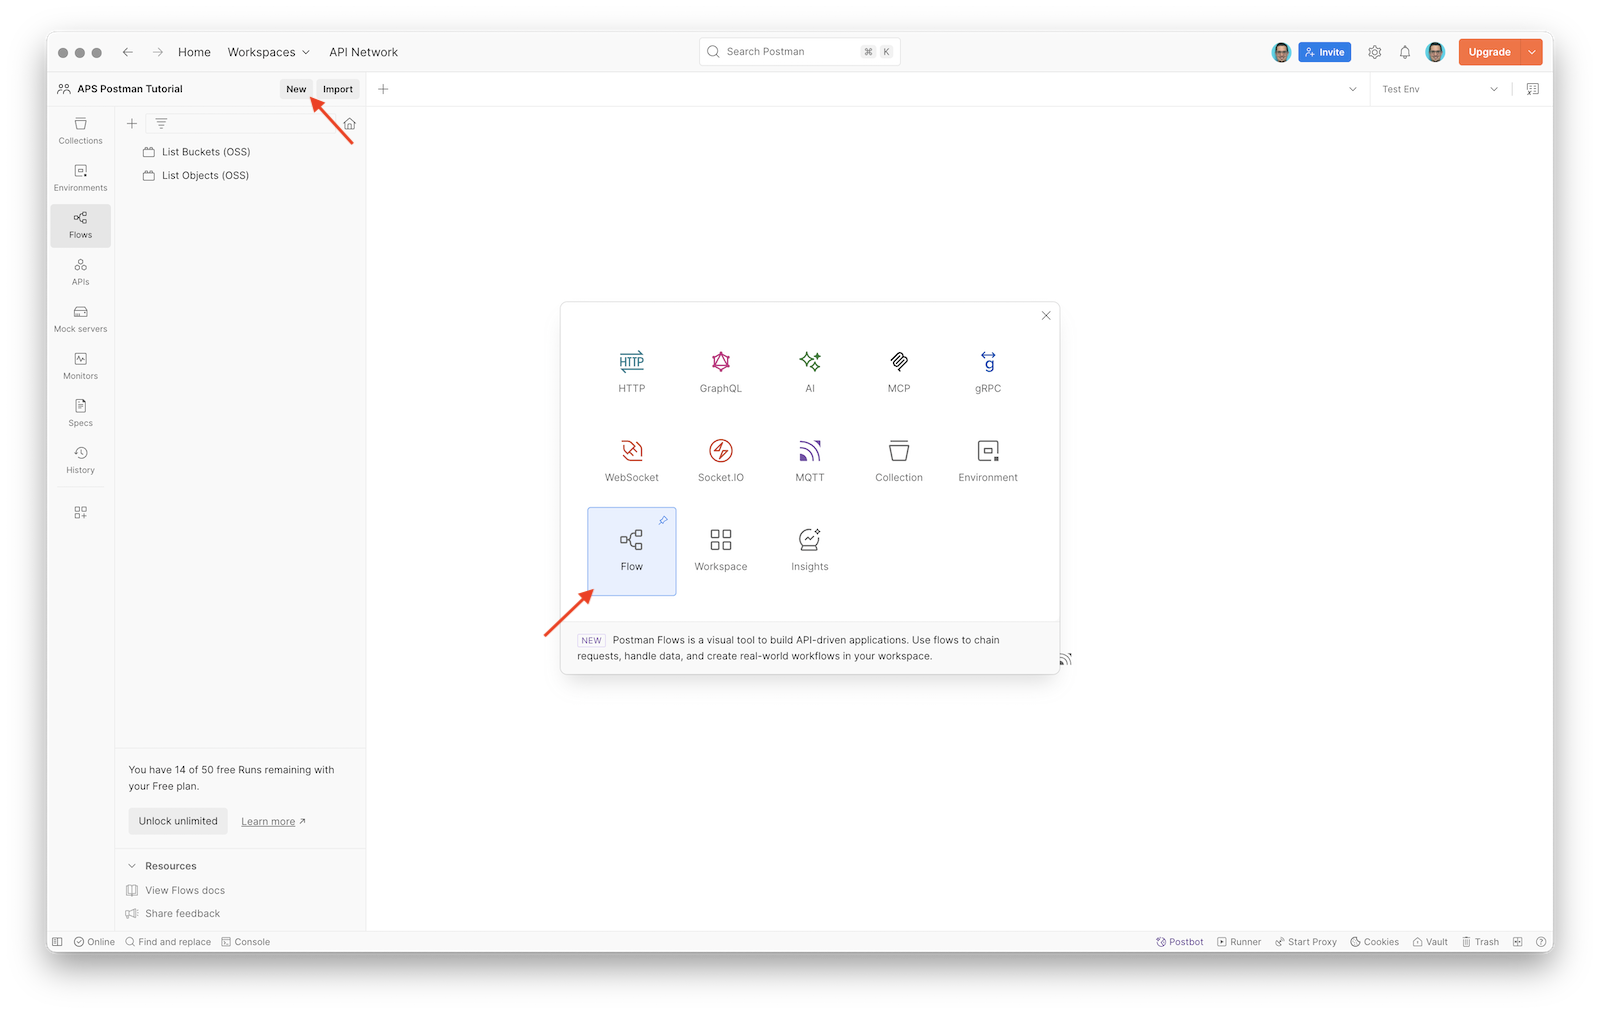 Home
Workspaces
API Network
Search Postman
⌘
K
Invite
Upgrade
APS Postman Tutorial
New
Import
Test Env
Collections
Environments
Flows
APIs
Mock servers
Monitors
Specs
History
List Buckets (OSS)
List Objects (OSS)
HTTP
HTTP
GraphQL
AI
MCP
g
gRPC
WebSocket
Socket.IO
MQTT
Collection
Environment
Flow
Workspace
Insights
NEW Postman Flows is a visual tool to build API-driven applications. Use flows to chain
requests, handle data, and create real-world workflows in your workspace.
You have 14 of 50 free Runs remaining with
your Free plan.
Unlock unlimited
Learn more
Resources
View Flows docs
Share feedback
Online
Find and replace
Console
Postbot
Runner
Start Proxy
Cookies
Vault
Trash